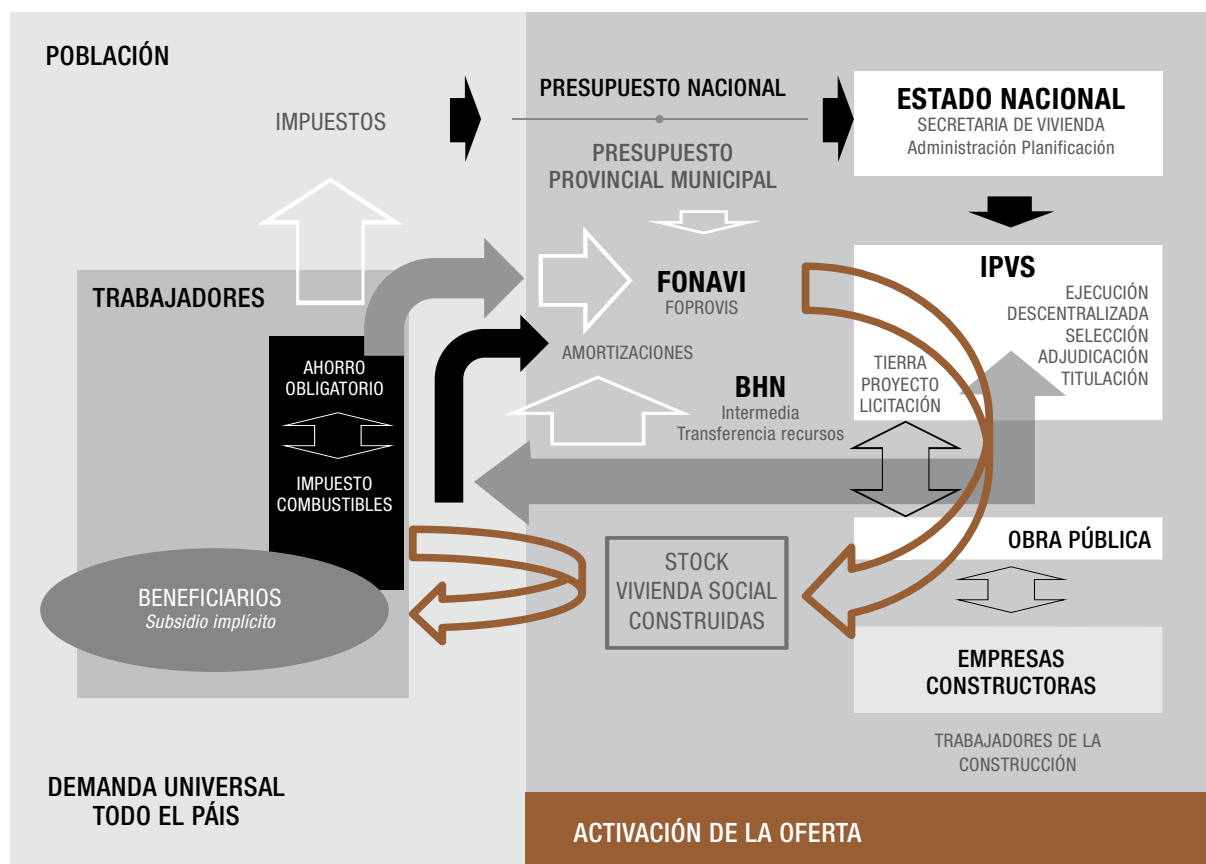 POBLACIÓN
IMPUESTOS
PRESUPUESTO NACIONAL
PRESUPUESTO
PROVINCIAL MUNICIPAL
ESTADO NACIONAL
SECRETARIA DE VIVIENDA
Administración Planificación
TRABAJADORES
AHORRO
OBLIGATORIO
IMPUESTO
COMBUSTIBLES
FONAVI
FOPROVIS
AMORTIZACIONES
BHN
Intermedia
Transferencia recursos
IPVS
EJECUCIÓN
DESCENTRALIZADA
SELECCIÓN
ADJUDICACIÓN
TITULACIÓN
TIERRA
PROYECTO
LICITACIÓN
OBRA PÚBLICA
BENEFICIARIOS
Subsidio implícito
STOCK
VIVIENDA SOCIAL
CONSTRUIDAS
EMPRESAS
CONSTRUCTORAS
TRABAJADORES DE LA
CONSTRUCCIÓN
DEMANDA UNIVERSAL
TODO EL PÁIS
ACTIVACIÓN DE LA OFERTA